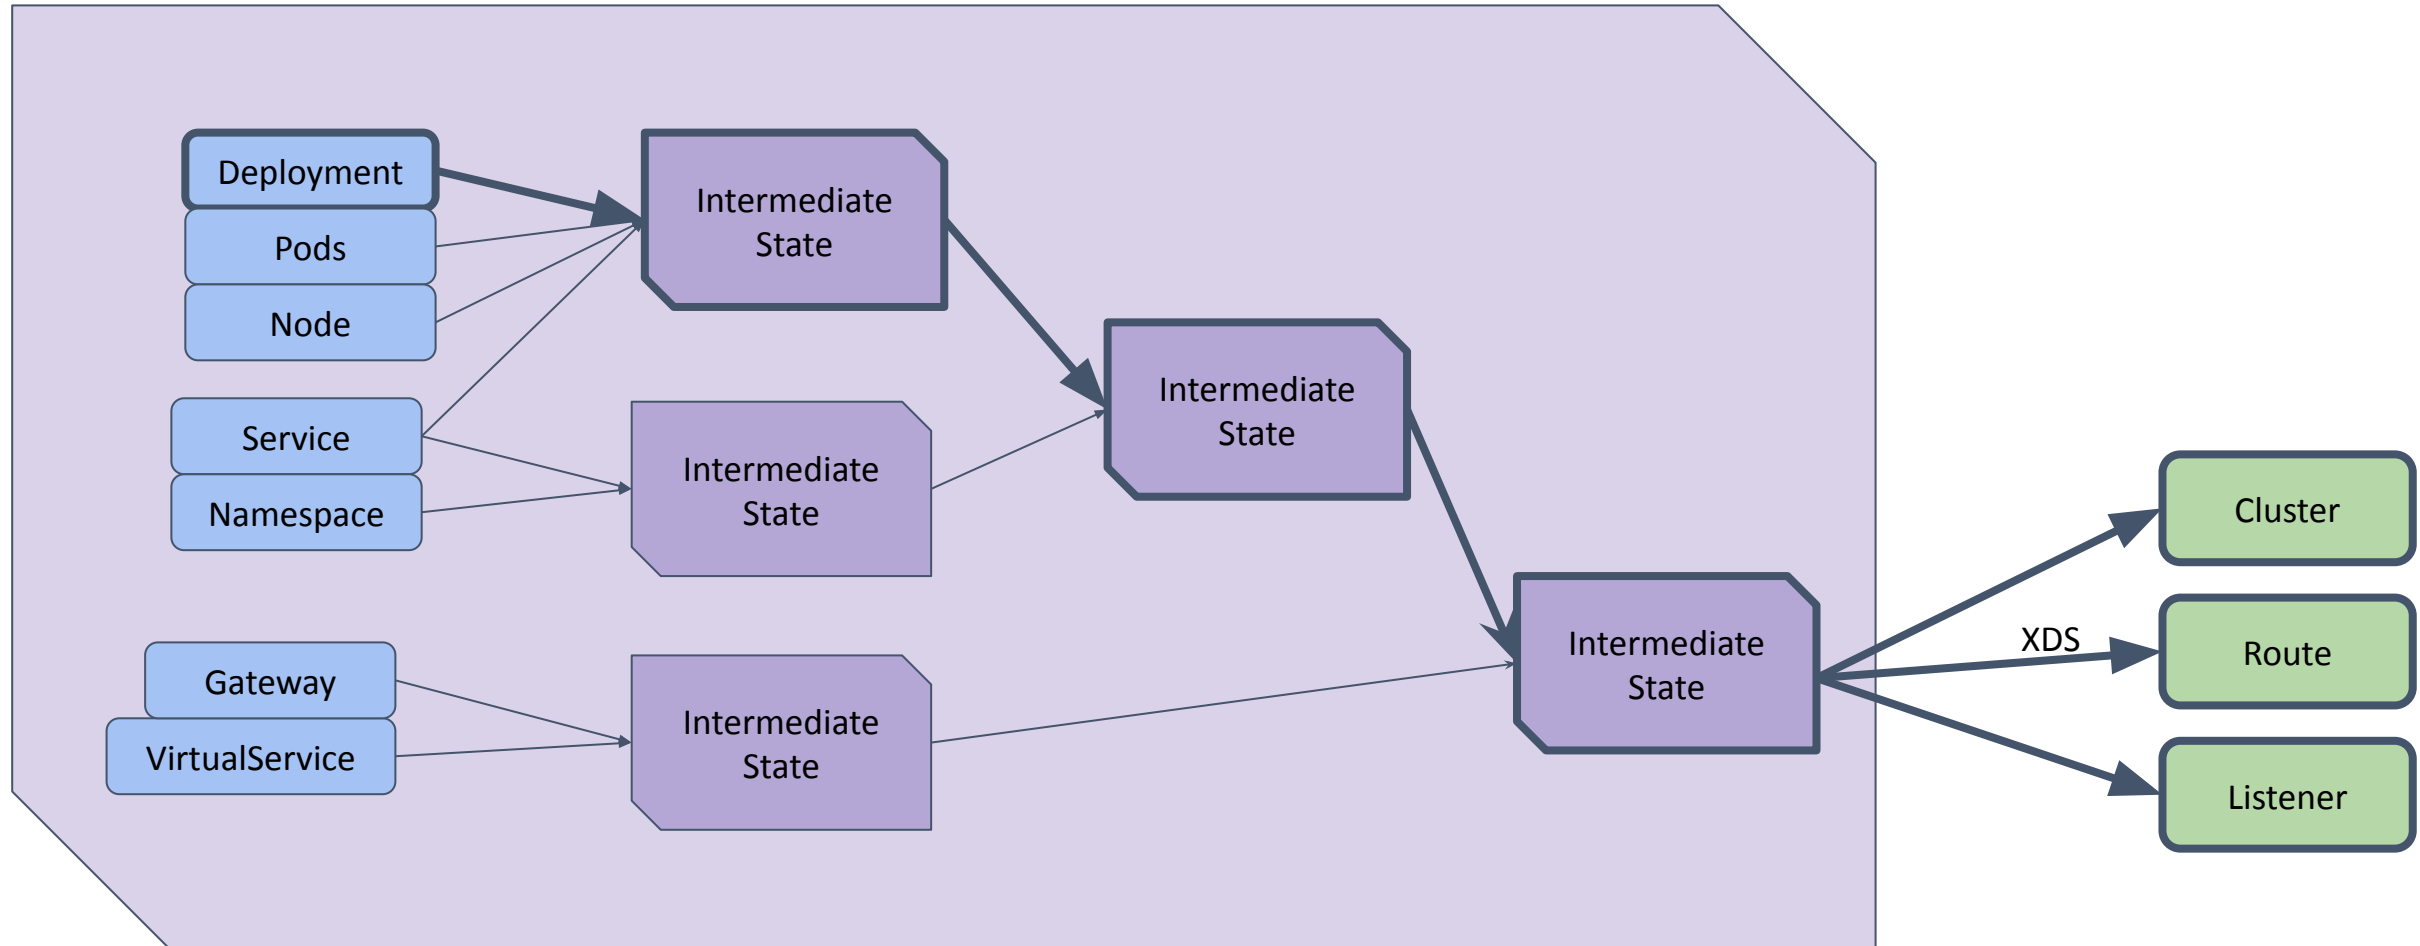 Deployment
Pods
Node
Service
Namespace
Gateway
VirtualService
Intermediate
State
Intermediate
State
Intermediate
State
Intermediate
State
Intermediate
State
XDS
Cluster
Route
Listener